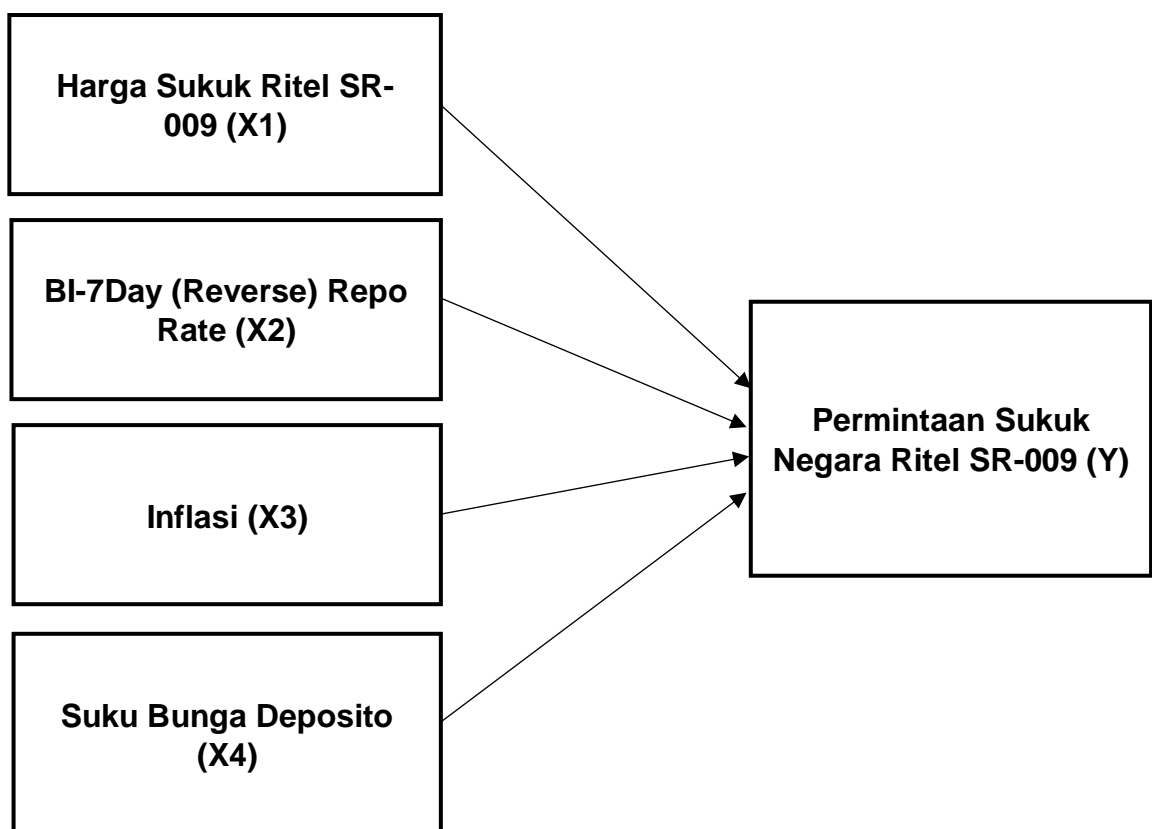 Harga Sukuk Ritel SR-
009 (X1)
BI-7Day (Reverse) Repo
Rate (X2)
Inflasi (X3)
Suku Bunga Deposito
(X4)
Permintaan Sukuk
Negara Ritel SR-009 (Y)